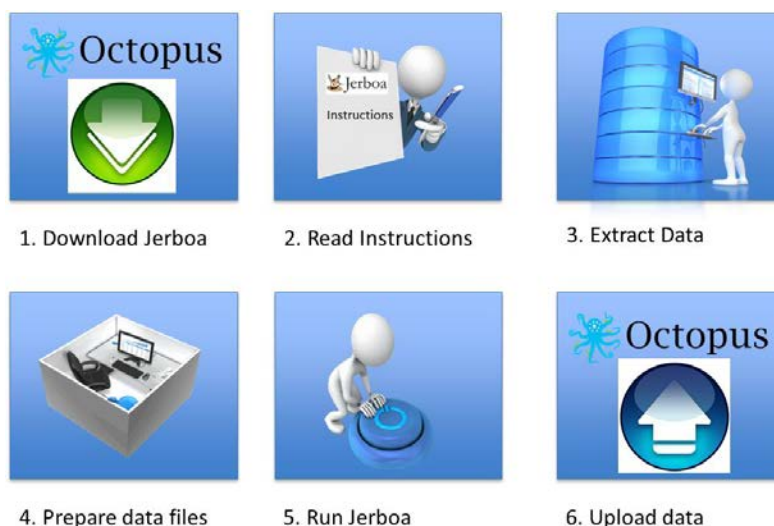 Octopus
Jerboa
Instructions
1. Download Jerboa
2. Read Instructions
3. Extract Data
Octopus
4. Prepare data files
5. Run Jerboa
6. Upload data